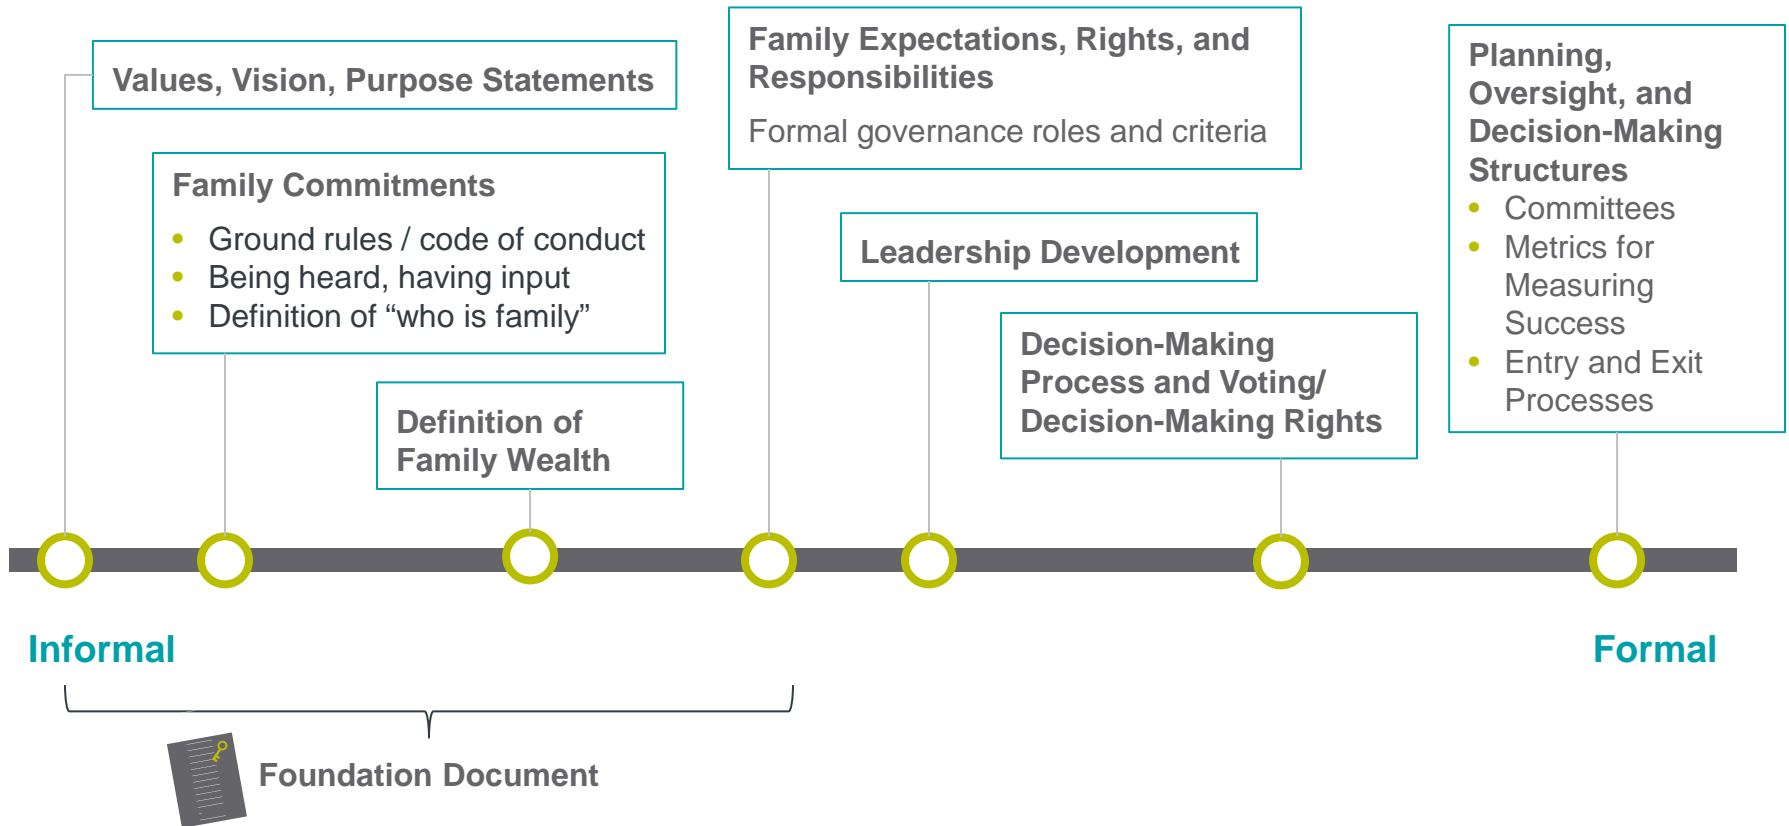 Values, Vision, Purpose Statements
Family Commitments
• Ground rules / code of conduct
• Being heard, having input
• Definition of “who is family”
Definition of
Family Wealth
Family Expectations, Rights, and
Responsibilities
Formal governance roles and criteria
Leadership Development
Decision-Making
Process and Voting/
Decision-Making Rights
Planning,
Oversight, and
Decision-Making
Structures
• Committees
• Metrics for
Measuring
Success
• Entry and Exit
Processes
Informal
Formal
Foundation Document